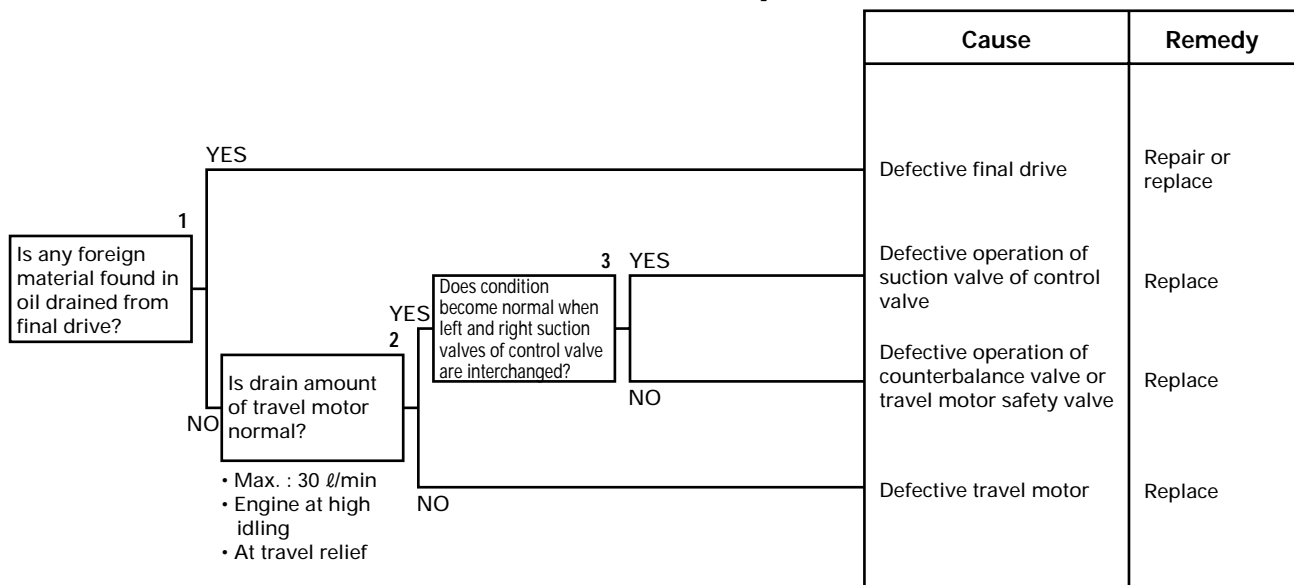 Cause
Remedy
YES
Defective final drive
Repair or
replace
1
Is any foreign
material found in
oil drained from
final drive?
3
YES
Does condition
become normal when
left and right suction
valves of control valve
are interchanged?
Defective operation of
suction valve of control
valve
Replace
YES
2
Is drain amount
of travel motor
normal?
NO
NO
Defective operation of
counterbalance valve or
travel motor safety valve
Replace
• Max. : 30 ℓ/min
• Engine at high
idling
• At travel relief
NO
Defective travel motor
Replace